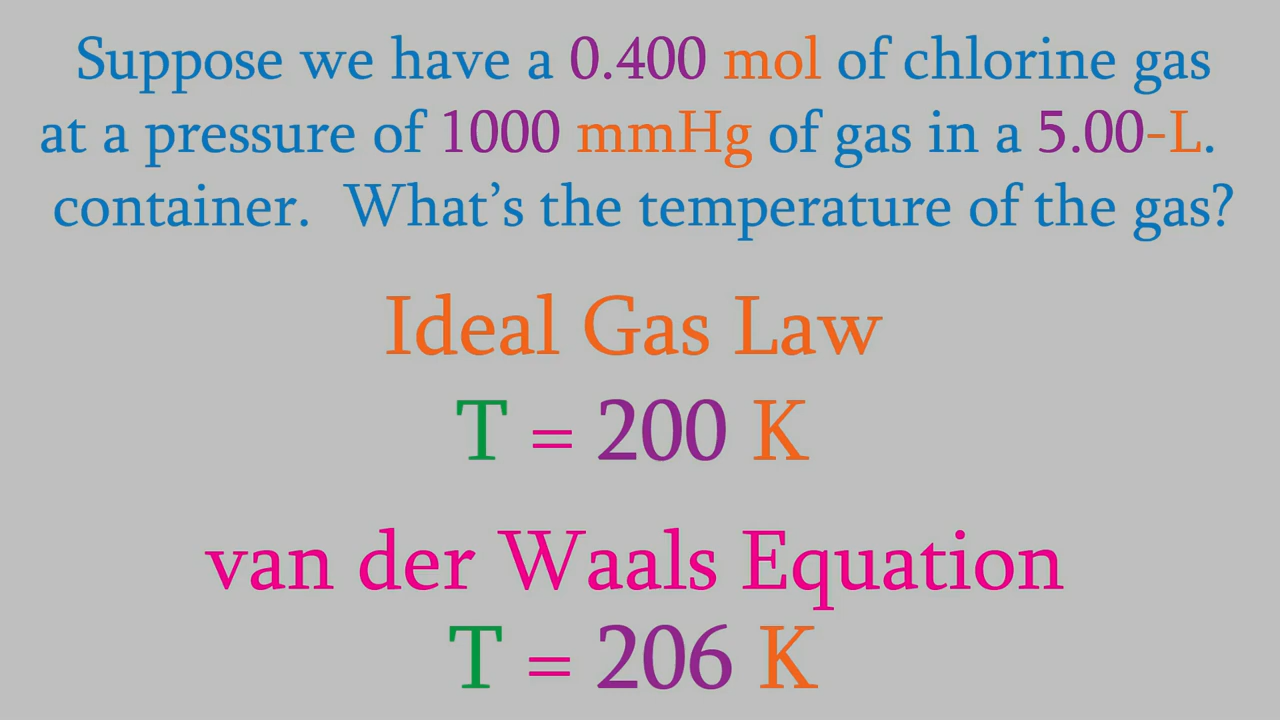 Suppose we have a 0.400 mol of chlorine gas
at a pressure of 1000 mmHg of gas in a 5.00-L.
container.  What’s the temperature of the gas?
Ideal Gas Law
T = 200 K
van der Waals Equation
T = 206 K